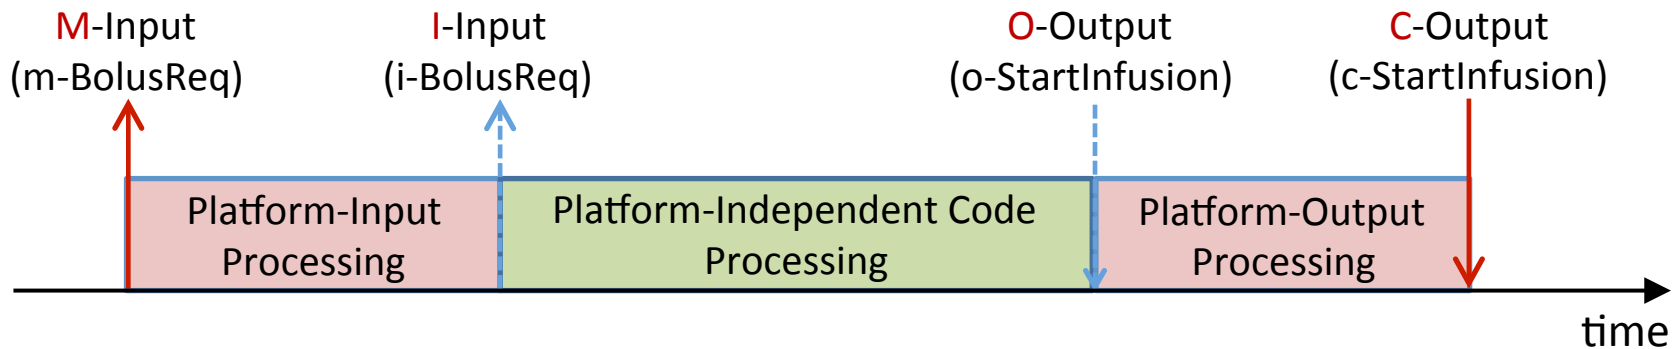 M-Input
(m-BolusReq)
I-Input
(i-BolusReq)
O-Output
(o-StartInfusion)
C-Output
(c-StartInfusion)
Platform-Input
Processing
Platform-Independent Code
Processing
Platform-Output
Processing
time